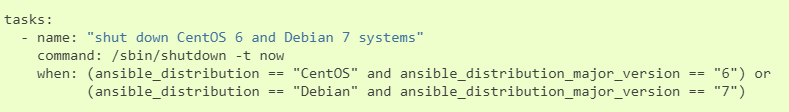 tasks:
  - name: "shut down CentOS 6 and Debian 7 systems"
    command: /sbin/shutdown -t now
    when: (ansible_distribution == "CentOS" and ansible_distribution_major_version == "6") or
          (ansible_distribution == "Debian" and ansible_distribution_major_version == "7")